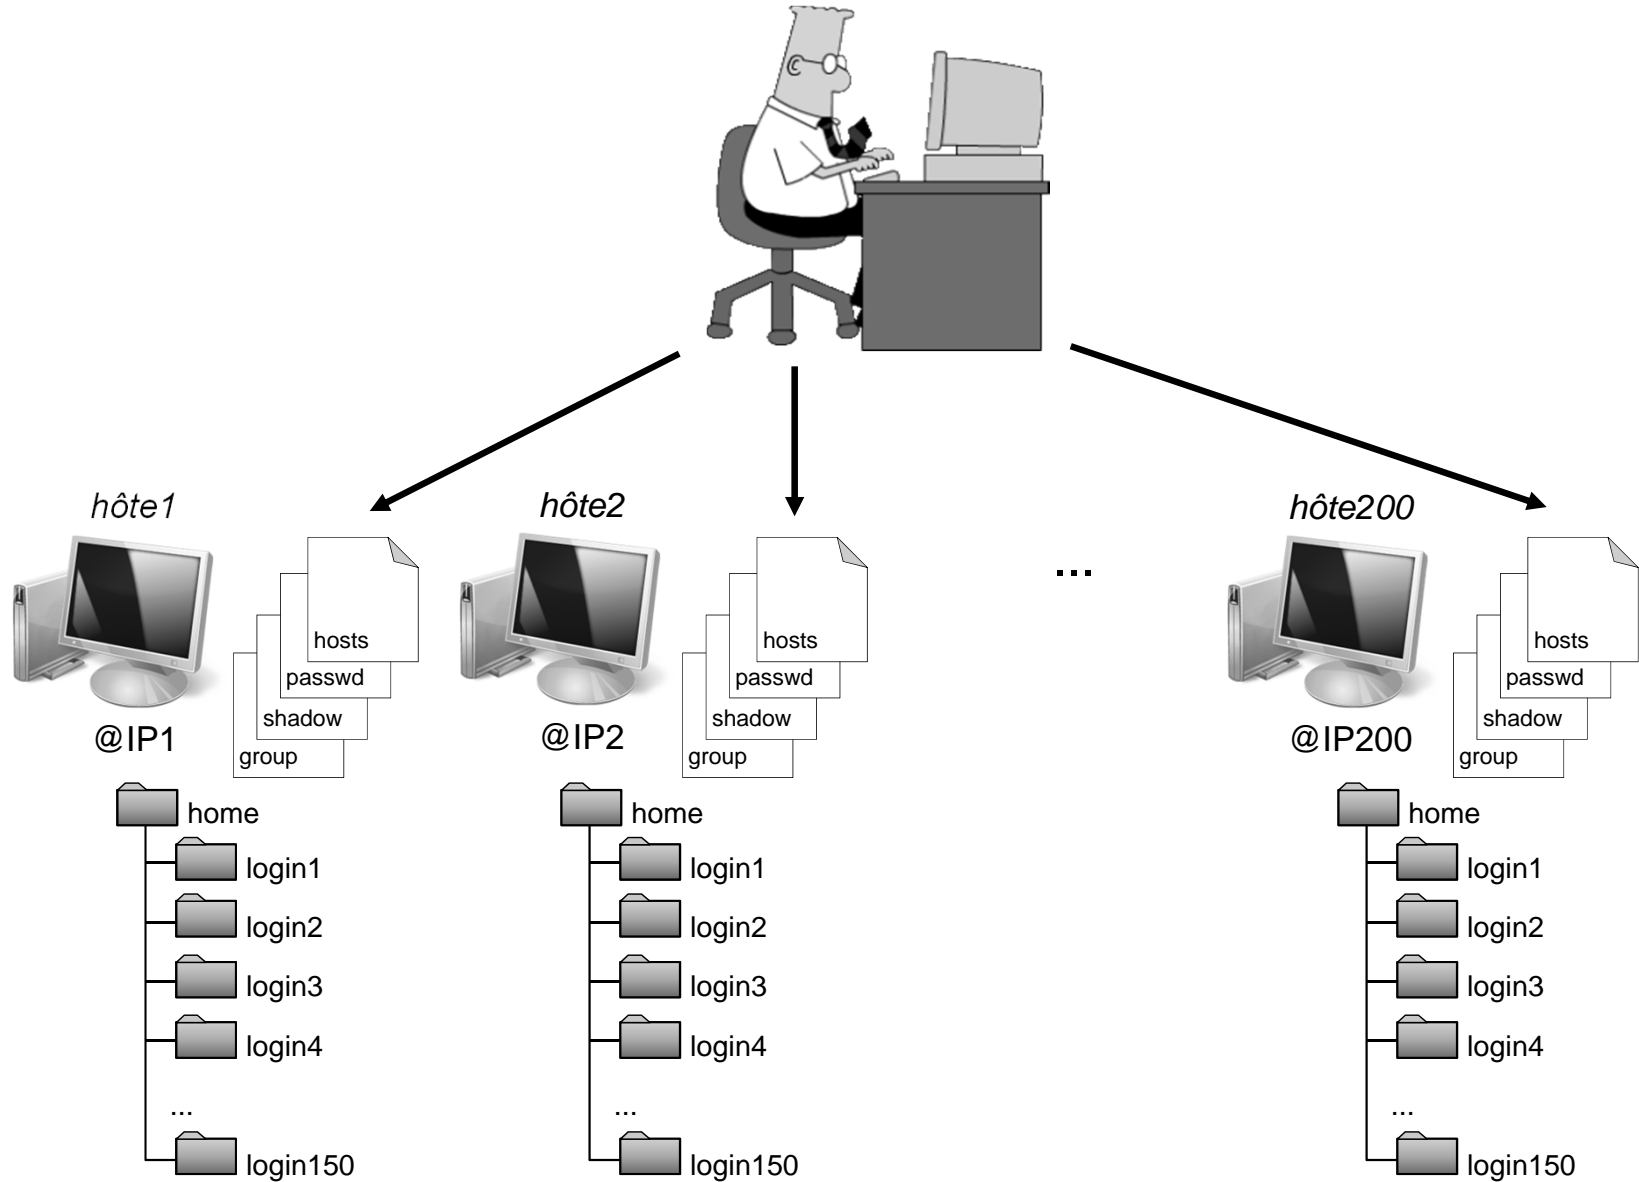 hôte1
hôte2
hôte200
...
hosts
passwd
shadow
group
@IP1
hosts
passwd
shadow
group
@IP2
hosts
passwd
shadow
group
@IP200
home
login1
login2
login3
login4
...
login150
home
login1
login2
login3
login4
...
login150
home
login1
login2
login3
login4
...
login150